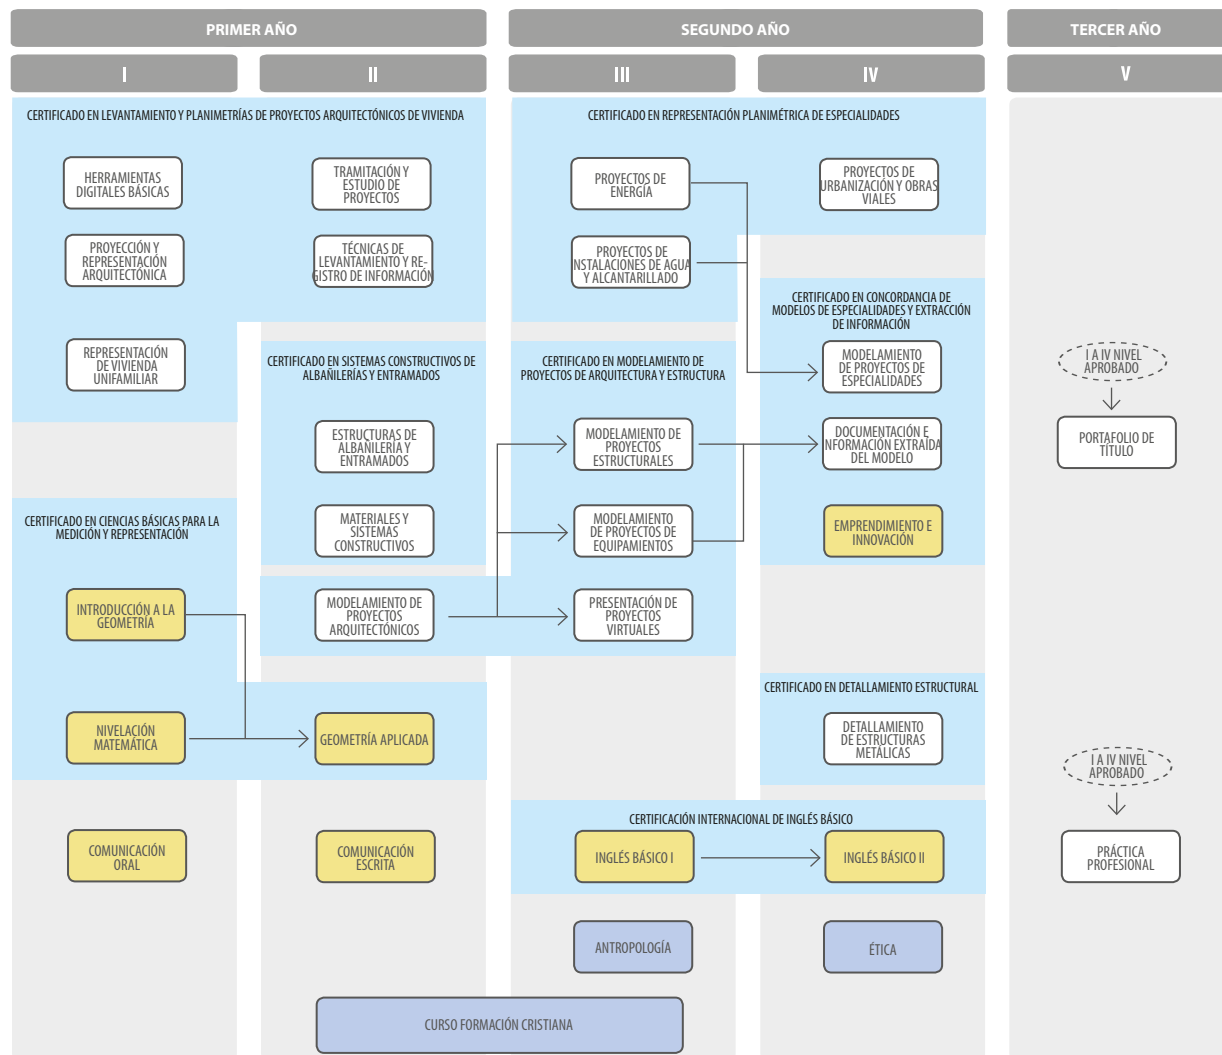 PRIMER AÑO
SEGUNDO AÑO
TERCER AÑO
I
II
III
IV
V
CERTIFICADO EN LEVANTAMIENTO Y PLANIMETRÍAS DE PROYECTOS ARQUITECTÓNICOS DE VIVIENDA
HERRAMIENTAS
DIGITALES BÁSICAS
TRAMITACIÓN Y
ESTUDIO DE
PROYECTOS
PROYECCIÓN Y
REPRESENTACIÓN
ARQUITECTÓNICA
TÉCNICAS DE
LEVANTAMIENTO Y RE-
GISTRO DE INFORMACIÓN
REPRESENTACIÓN
DE VIVIENDA
UNIFAMILIAR
CERTIFICADO EN REPRESENTACIÓN PLANIMÉTRICA DE ESPECIALIDADES
PROYECTOS DE
ENERGÍA
PROYECTOS DE
URBANIZACIÓN Y OBRAS
VIALES
PROYECTOS DE
INSTALACIONES DE AGUA
Y ALCANTARILLADO
CERTIFICADO EN CONCORDANCIA DE
MODELOS DE ESPECIALIDADES Y EXTRACCIÓN
DE INFORMACIÓN
MODELAMIENTO
DE PROYECTOS DE
ESPECIALIDADES
DOCUMENTACIÓN E
INFORMACIÓN EXTRAÍDA
DEL MODELO
EMPRENDIMIENTO E
INNOVACIÓN
CERTIFICADO EN SISTEMAS CONSTRUCTIVOS DE
ALBAÑILERÍAS Y ENTRAMADOS
ESTRUCTURAS DE
ALBAÑILERÍA Y
ENTRAMADOS
MATERIALES Y
SISTEMAS
CONSTRUCTIVOS
CERTIFICADO EN MODELAMIENTO DE
PROYECTOS DE ARQUITECTURA Y ESTRUCTURA
MODELAMIENTO DE
PROYECTOS
ESTRUCTURALES
MODELAMIENTO
DE PROYECTOS DE
EQUIPAMIENTOS
MODELAMIENTO DE
PROYECTOS
ARQUITECTÓNICOS
PRESENTACIÓN DE
PROYECTOS
VIRTUALES
CERTIFICADO EN CIENCIAS BÁSICAS PARA LA
MEDICIÓN Y REPRESENTACIÓN
INTRODUCCIÓN A LA
GEOMETRÍA
NIVELACIÓN
MATEMÁTICA
GEOMETRÍA APLICADA
CERTIFICADO EN DETALLAMIENTO ESTRUCTURAL
DETALLAMIENTO
DE ESTRUCTURAS
METÁLICAS
COMUNICACIÓN
ORAL
COMUNICACIÓN
ESCRITA
CERTIFICACIÓN INTERNACIONAL DE INGLÉS BÁSICO
INGLÉS BÁSICO I
INGLÉS BÁSICO II
ANTROPOLOGÍA
ÉTICA
CURSO FORMACIÓN CRISTIANA
I A IV NIVEL
APROBADO
PORTAFOLIO DE
TÍTULO
I A IV NIVEL
APROBADO
PRÁCTICA
PROFESIONAL